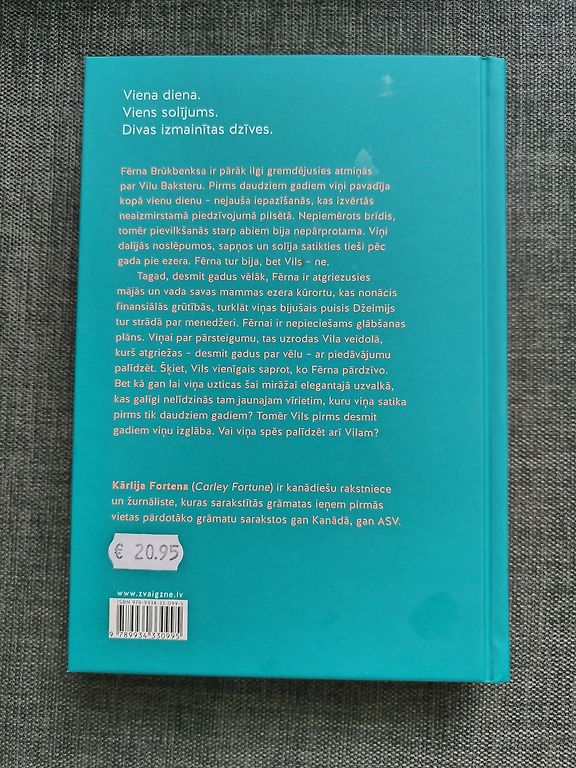 Viena diena.
Viens solījums.
Divas izmainītas dzīves.
Fērna Brūkbenksa ir pārāk ilgi gremdējusies atmiņās
par Vilu Baksteru. Pirms daudziem gadiem viņi pavadīja
kopā vienu dienu – nejauša iepazīšanās, kas izvērtās
neaizmirstamā piedzīvojumā pilsētā. Nepiemērots brīdis,
tomēr pievilkšanās starp abiem bija nepārprotama. Viņi
dalījās noslēpumos, sapņos un solīja satikties tieši pēc
gada pie ezera. Fērna tur bija, bet Vils – ne.
Tagad, desmit gadus vēlāk, Fērna ir atgriezusies
mājās un vada savas mammas ezera kūrortu, kas nonācis
finansiālās grūtībās, turklāt viņas bijušais puisis Džeimijs
tur strādā par menedžeri. Fērnai ir nepieciešams glābšanas
plāns. Viņai par pārsteigumu, tas uzrodas Vila veidolā,
kurš atgriežas – desmit gadus par vēlu – ar piedāvājumu
palīdzēt. Šķiet, Vils vienīgais saprot, ko Fērna pārdzīvo.
Bet kā gan lai viņa uzticas šai mirāžai elegantajā uzvalkā,
kas galīgi nelīdzinās tam jaunajam vīrietim, kuru viņa satika
pirms tik daudziem gadiem? Tomēr Vils pirms desmit
gadiem viņu izglāba. Vai viņa spēs palīdzēt arī Vilam?
Kārlija Fortena (Carley Fortune) ir kanādiešu rakstniece
un žurnāliste, kuras sarakstītās grāmatas ieņem pirmās
vietas pārdotāko grāmatu sarakstos gan Kanādā, gan ASV.
€ 20.95
www.zvaigzne.lv
ISBN 978-9934-33-099-5
9 789934 330995